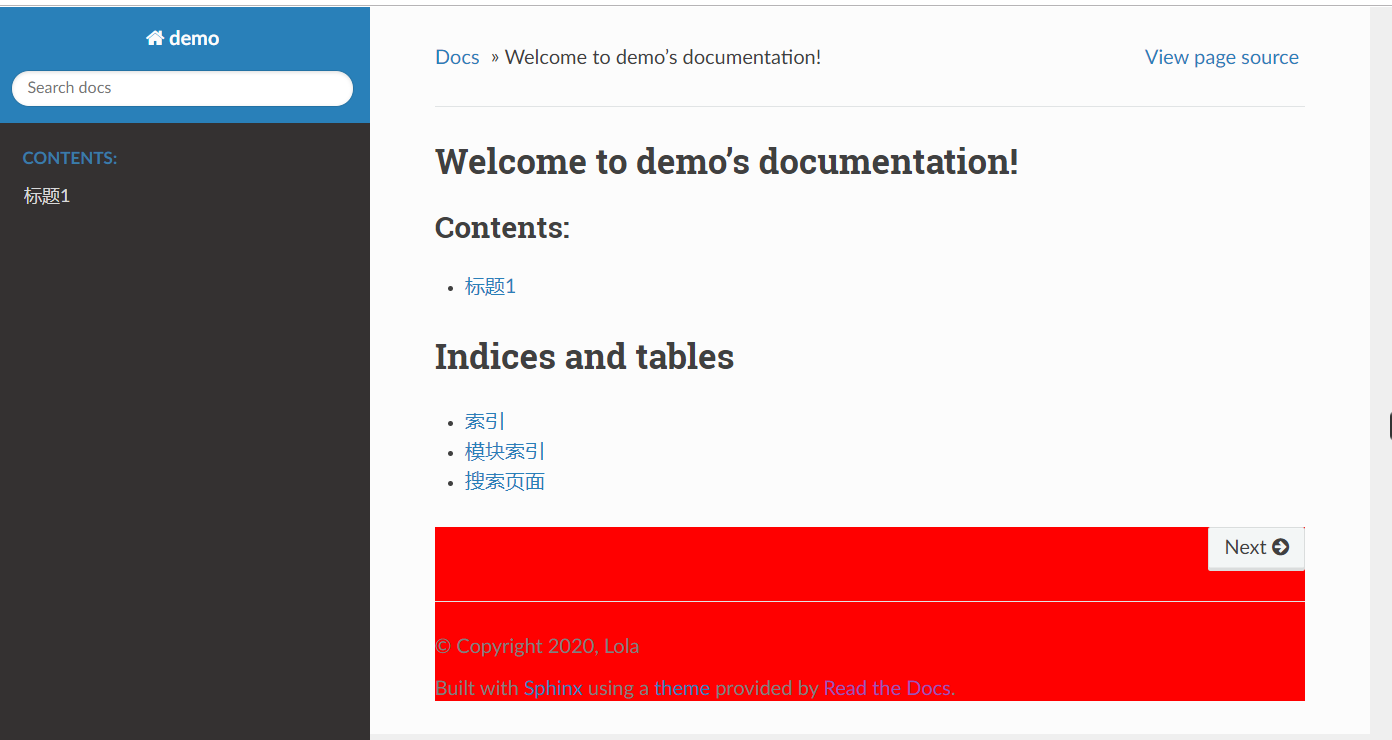 demo
Search docs
CONTENTS:
标题1
Docs » Welcome to demo’s documentation!
View page source
Welcome to demo’s documentation!
Contents:
标题1
Indices and tables
索引
模块索引
搜索页面
Next
© Copyright 2020, Lola
Built with Sphinx using a theme provided by Read the Docs.